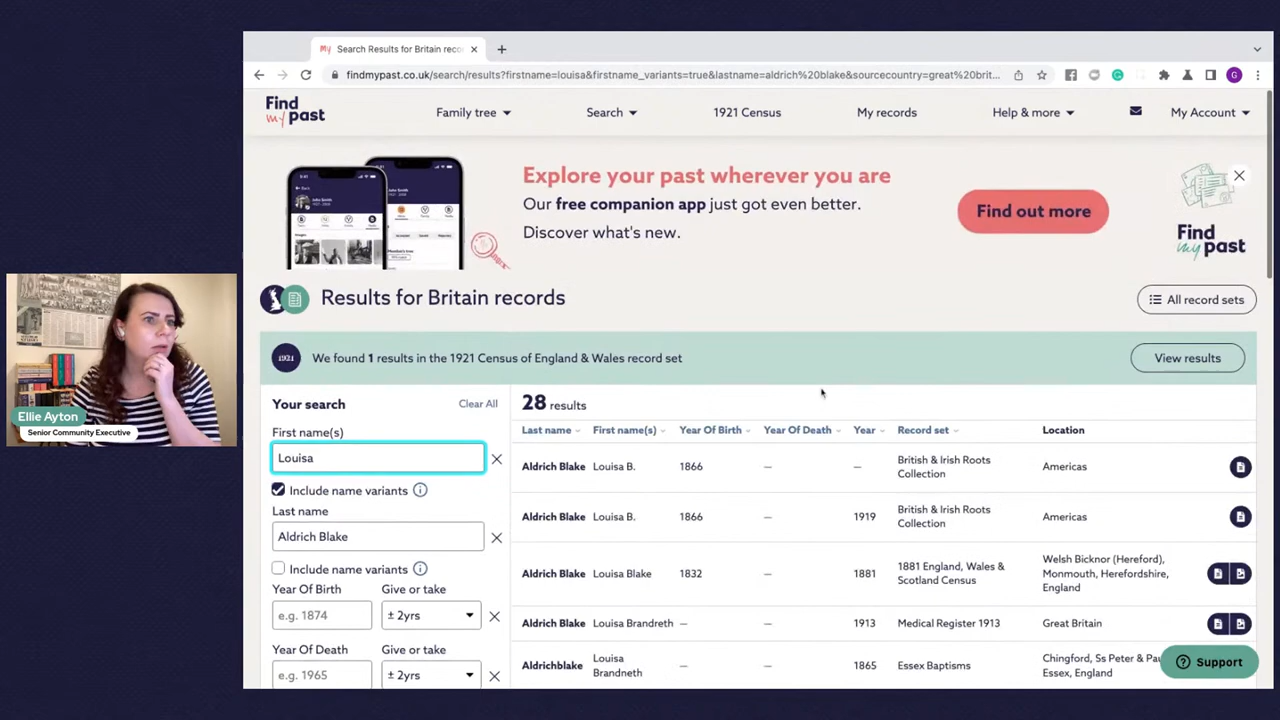 Search Results for Britain reco
findmypast.co.uk/search/results?firstname=louisa&firstname_variants=true&lastname=aldrich%20blake&sourcecountry=great%20brit...
G
Find my past
Family tree
Search
1921 Census
My records
Help & more
My Account
Explore your past wherever you are
Our free companion app just got even better.
Discover what's new.
Find out more
Find my past
Results for Britain records
All record sets
1921
We found 1 results in the 1921 Census of England & Wales record set
View results
Your search
Clear All
First name(s)
Louisa
Include name variants
Last name
Aldrich Blake
Include name variants
Year Of Birth
Give or take
e.g. 1874
± 2yrs
Year Of Death
Give or take
e.g. 1965
± 2yrs
28 results
Last name First name(s) Year Of Birth Year Of Death Year Record set Location
Aldrich Blake Louisa B. 1866 — — British & Irish Roots Collection Americas
Aldrich Blake Louisa B. 1866 — 1919 British & Irish Roots Collection Americas
Aldrich Blake Louisa Blake 1832 — 1881 1881 England, Wales & Scotland Census Welsh Bicknor (Hereford), Monmouth, Herefordshire, England
Aldrich Blake Louisa Brandreth — — 1913 Medical Register 1913 Great Britain
Aldrichblake Louisa Brandneth — — 1865 Essex Baptisms Chingford, Ss Peter & Pau Essex, England
Support
Ellie Ayton
Senior Community Executive